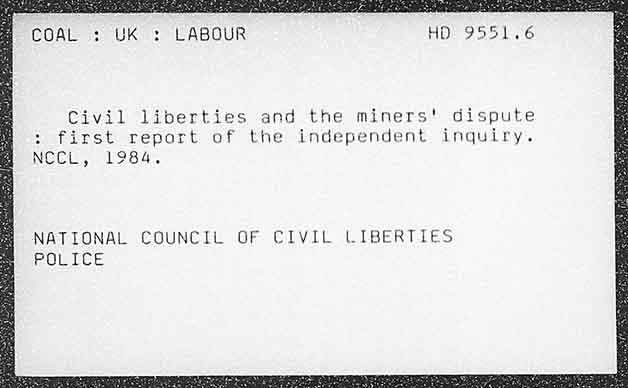 COAL : UK : LABOUR HD 9551.6
Civil liberties and the miners' dispute
: first report of the independent inquiry.
NCCL, 1984.
NATIONAL COUNCIL OF CIVIL LIBERTIES
POLICE